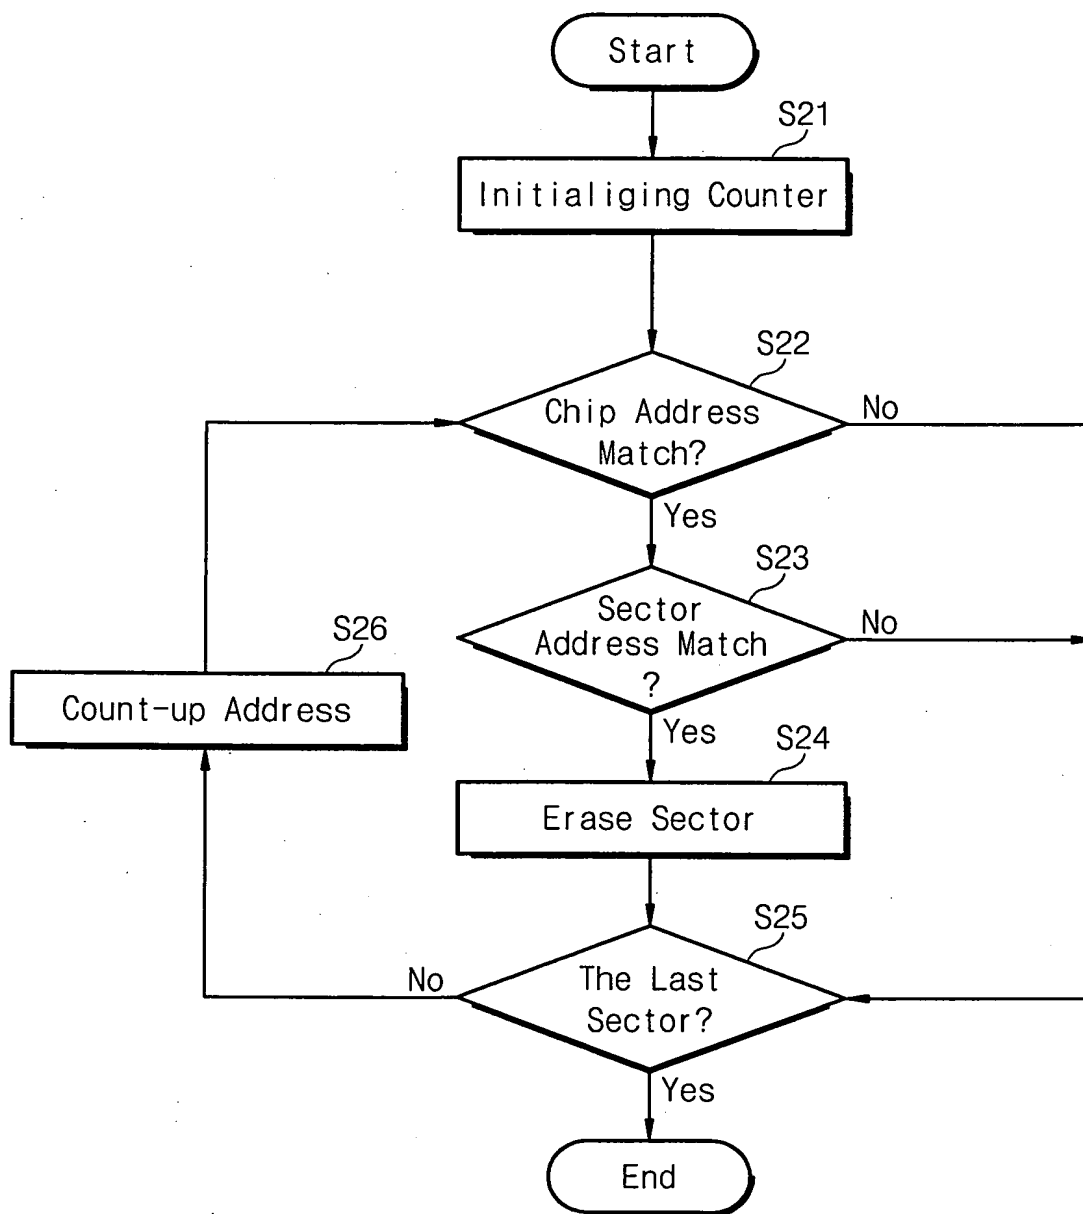 Start
S21
Initialiging Counter
S22
Chip Address
Match?
No
Yes
S23
Sector
Address Match
?
No
S26
Count-up Address
Yes
S24
Erase Sector
S25
The Last
Sector?
No
Yes
End